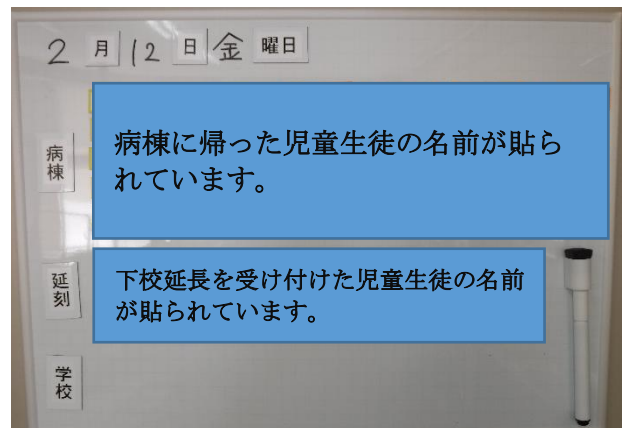 2月12日金曜日
病棟
病棟に帰った児童生徒の名前が貼ら
れています。
延刻
下校延長を受け付けた児童生徒の名前
が貼られています。
学校